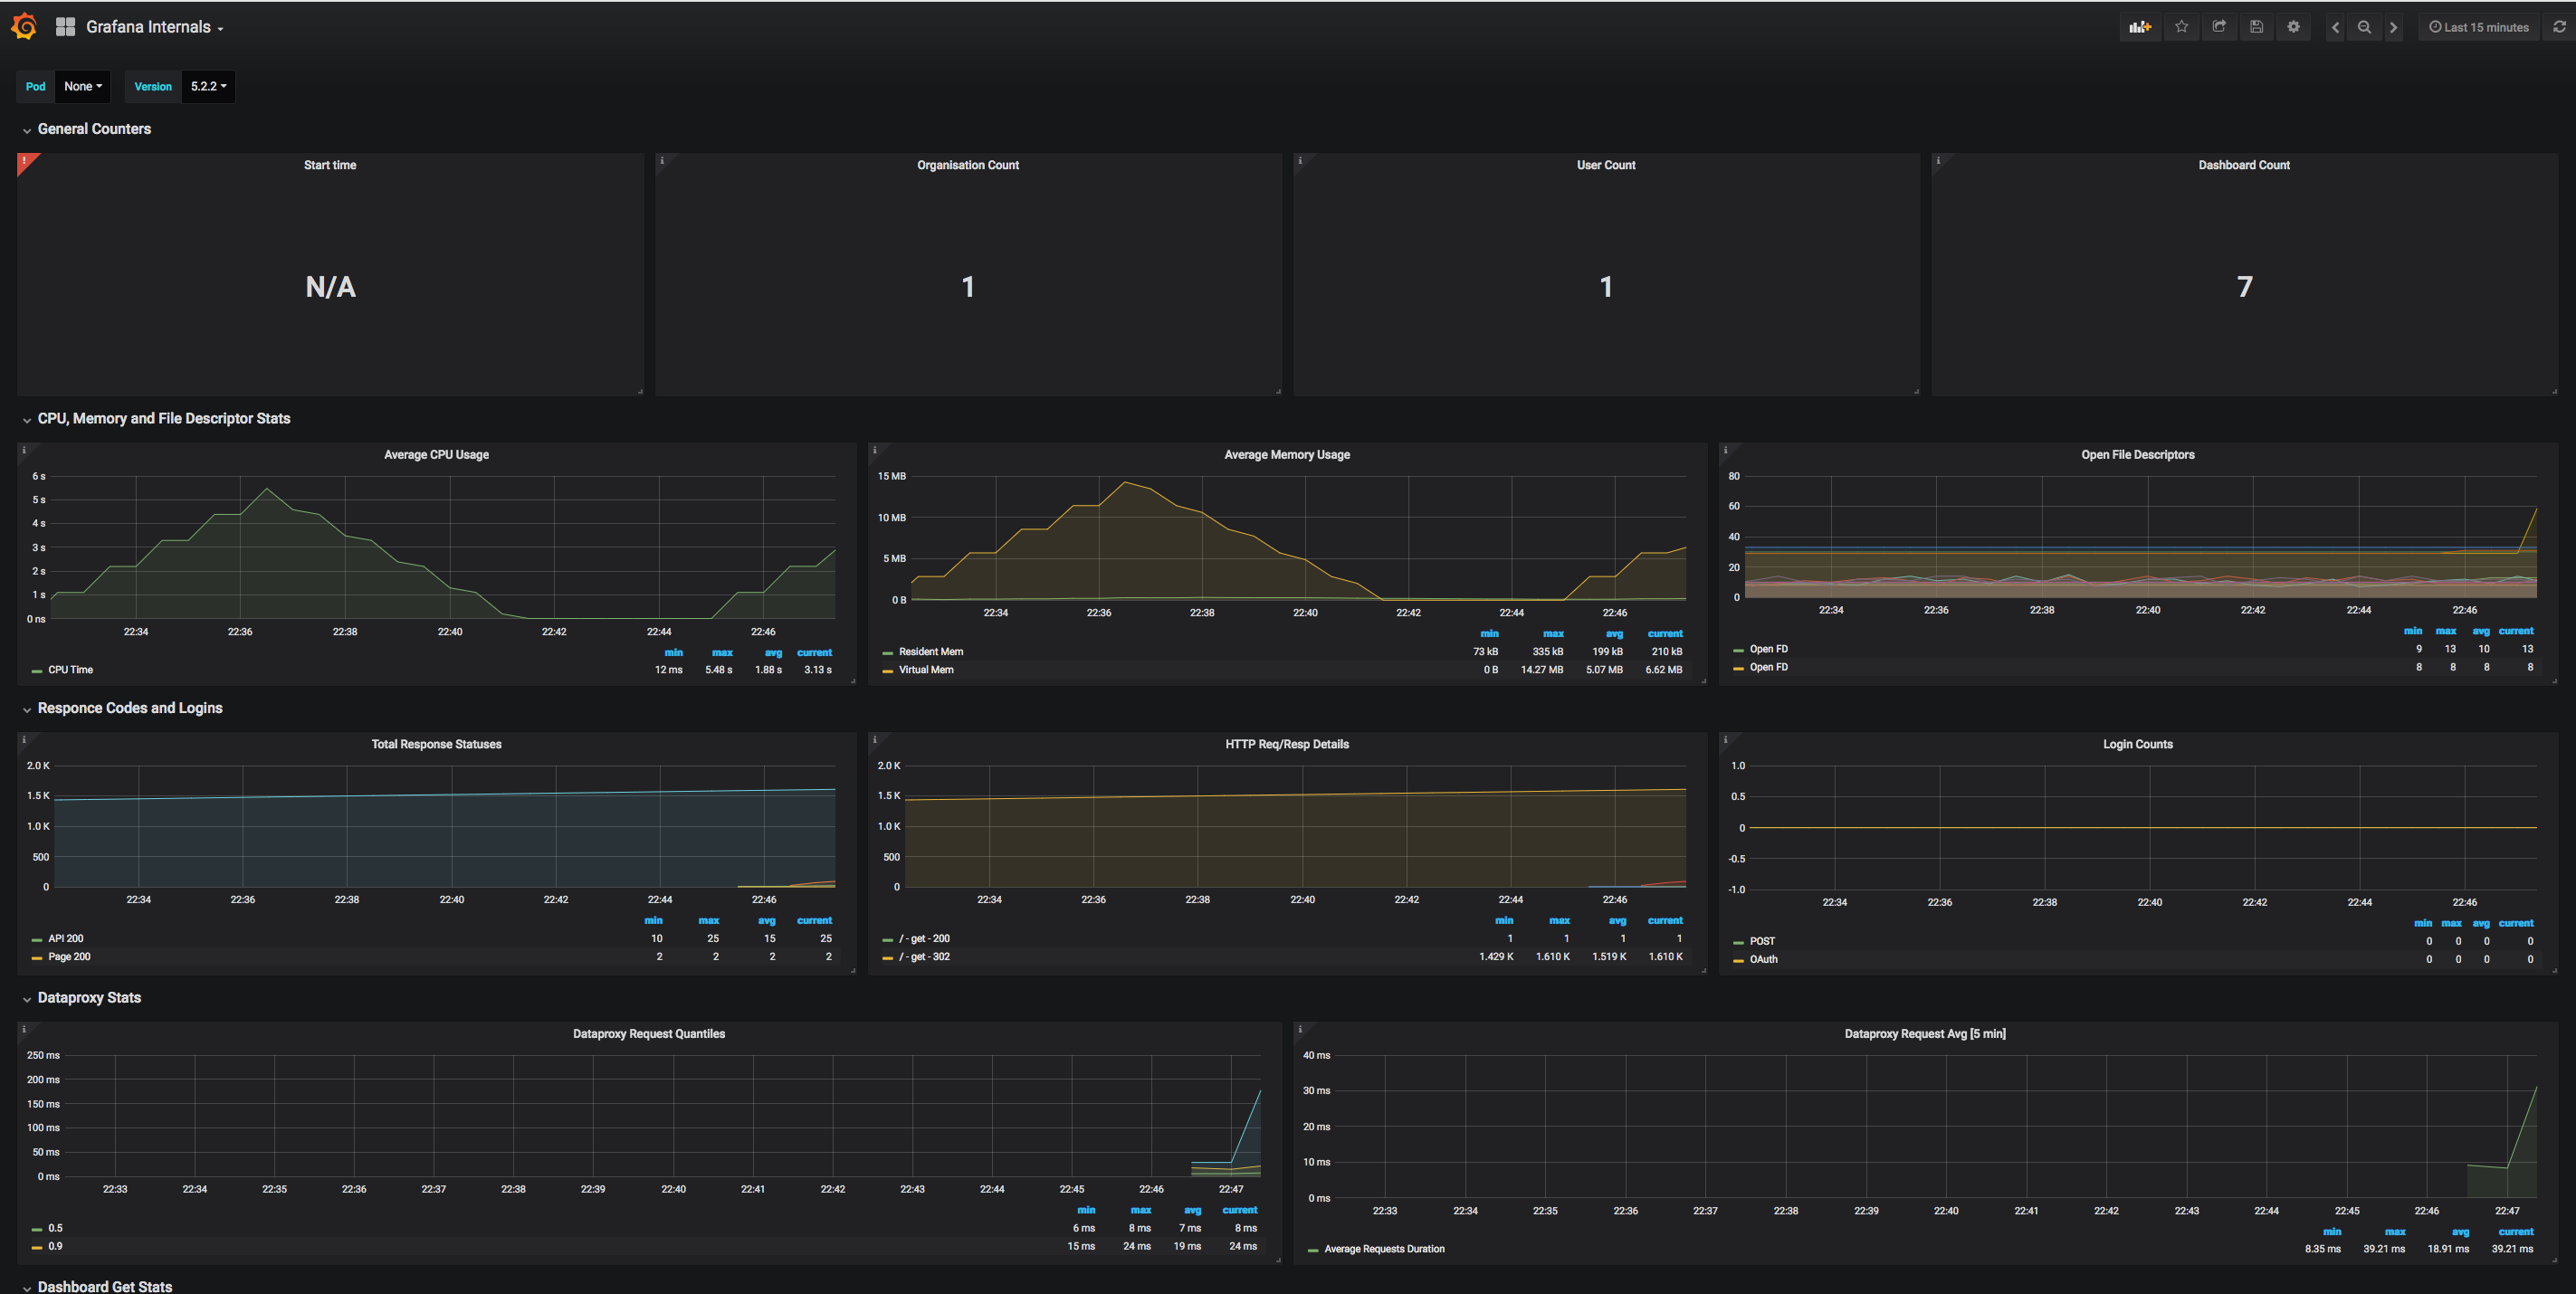 Grafana Internals
Last 15 minutes
Pod None Version 5.2.2
General Counters
! Start time
i Organisation Count
i User Count
i Dashboard Count
N/A 1 1 7
CPU, Memory and File Descriptor Stats
i Average CPU Usage
6 s
5 s
4 s
3 s
2 s
1 s
0 ns
22:34 22:36 22:38 22:40 22:42 22:44 22:46
min max avg current
CPU Time 12 ms 5.48 s 1.88 s 3.13 s
i Average Memory Usage
15 MB
10 MB
5 MB
0 B
22:34 22:36 22:38 22:40 22:42 22:44 22:46
min max avg current
Resident Mem 73 kB 335 kB 199 kB 210 kB
Virtual Mem 0 B 14.27 MB 5.07 MB 6.62 MB
i Open File Descriptors
80
60
40
20
0
22:34 22:36 22:38 22:40 22:42 22:44 22:46
min max avg current
Open FD 9 13 10 13
Open FD 8 8 8 8
Responce Codes and Logins
i Total Response Statuses
2.0 K
1.5 K
1.0 K
500
0
22:34 22:36 22:38 22:40 22:42 22:44 22:46
min max avg current
API 200 10 25 15 25
Page 200 2 2 2 2
i HTTP Req/Resp Details
2.0 K
1.5 K
1.0 K
500
0
22:34 22:36 22:38 22:40 22:42 22:44 22:46
min max avg current
/ - get - 200 1 1 1 1
/ - get - 302 1.429 K 1.610 K 1.519 K 1.610 K
i Login Counts
1.0
0.5
0
-0.5
-1.0
22:34 22:36 22:38 22:40 22:42 22:44 22:46
min max avg current
POST 0 0 0 0
OAuth 0 0 0 0
Dataproxy Stats
i Dataproxy Request Quantiles
250 ms
200 ms
150 ms
100 ms
50 ms
0 ms
22:33 22:34 22:35 22:36 22:37 22:38 22:39 22:40 22:41 22:42 22:43 22:44 22:45 22:46 22:47
min max avg current
0.5 6 ms 8 ms 7 ms 8 ms
0.9 15 ms 24 ms 19 ms 24 ms
i Dataproxy Request Avg [5 min]
40 ms
30 ms
20 ms
10 ms
0 ms
22:33 22:34 22:35 22:36 22:37 22:38 22:39 22:40 22:41 22:42 22:43 22:44 22:45 22:46 22:47
min max avg current
Average Requests Duration 8.35 ms 39.21 ms 18.91 ms 39.21 ms
Dashboard Get Stats